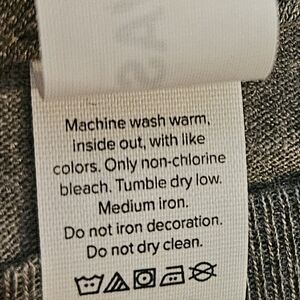 Machine wash warm,
inside out, with like
colors. Only non-chlorine
bleach. Tumble dry low.
Medium iron.
Do not iron decoration.
Do not dry clean.